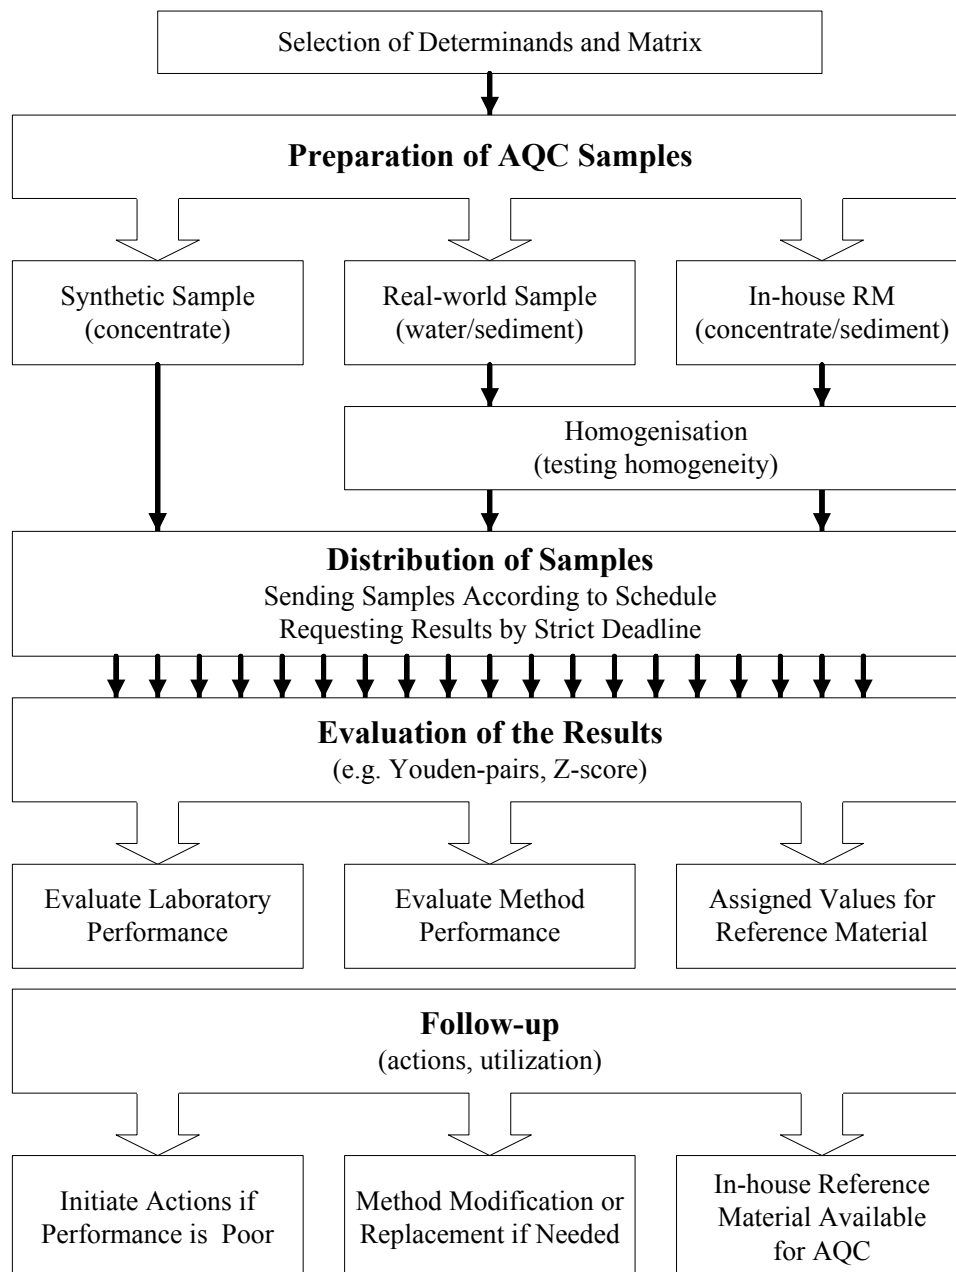 Selection of Determinands and Matrix
Preparation of AQC Samples
Synthetic Sample
(concentrate)
Real-world Sample
(water/sediment)
In-house RM
(concentrate/sediment)
Homogenisation
(testing homogeneity)
Distribution of Samples
Sending Samples According to Schedule
Requesting Results by Strict Deadline
Evaluation of the Results
(e.g. Youden-pairs, Z-score)
Evaluate Laboratory
Performance
Evaluate Method
Performance
Assigned Values for
Reference Material
Follow-up
(actions, utilization)
Initiate Actions if
Performance is Poor
Method Modification or
Replacement if Needed
In-house Reference
Material Available
for AQC